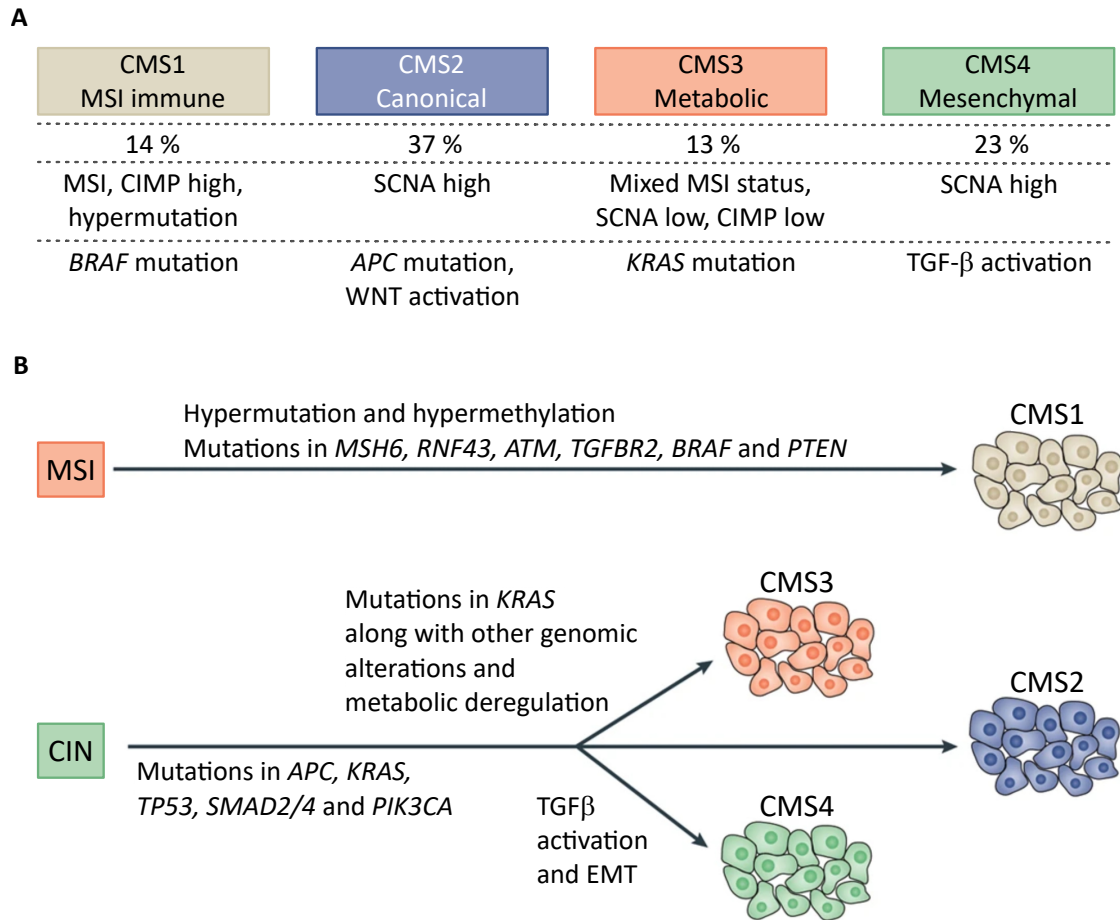 A
CMS1
MSI immune
CMS2
Canonical
CMS3
Metabolic
CMS4
Mesenchymal
14 %
37 %
13 %
23 %
MSI, CIMP high,
hypermutation
SCNA high
Mixed MSI status,
SCNA low, CIMP low
SCNA high
BRAF mutation
APC mutation,
WNT activation
KRAS mutation
TGF-β activation
B
Hypermutation and hypermethylation
Mutations in MSH6, RNF43, ATM, TGFBR2, BRAF and PTEN
MSI
CMS1
Mutations in KRAS
along with other genomic
alterations and
metabolic deregulation
CMS3
CMS2
CIN
Mutations in APC, KRAS,
TP53, SMAD2/4 and PIK3CA
TGFβ
activation
and EMT
CMS4